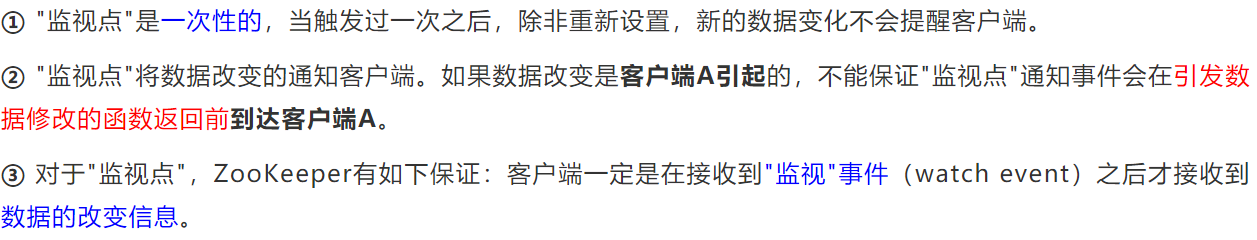 ① "监视点"是一次性的，当触发过一次之后，除非重新设置，新的数据变化不会提醒客户端。
② "监视点"将数据改变的通知客户端。如果数据改变是客户端A引起的，不能保证"监视点"通知事件会在引发数
据修改的函数返回前到达客户端A。
③ 对于"监视点"，ZooKeeper有如下保证：客户端一定是在接收到"监视"事件（watch event）之后才接收到
数据的改变信息。